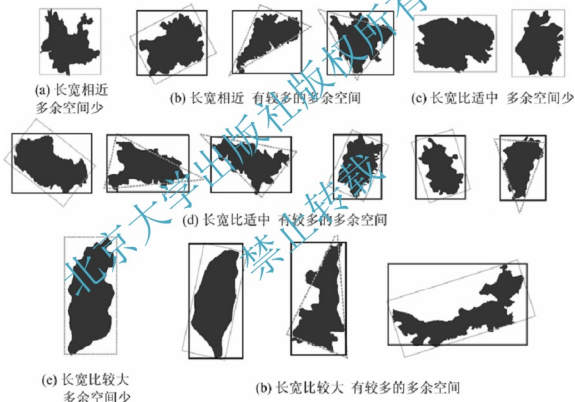 (a) 长宽相近
多余空间少
(b) 长宽相近 有较多的多余空间
(c) 长宽比适中 多余空间少
(d) 长宽比适中 有较多的多余空间
(e) 长宽比较大
多余空间少
(b) 长宽比较大 有较多的多余空间
北京大学出版社版权所有
禁止转载